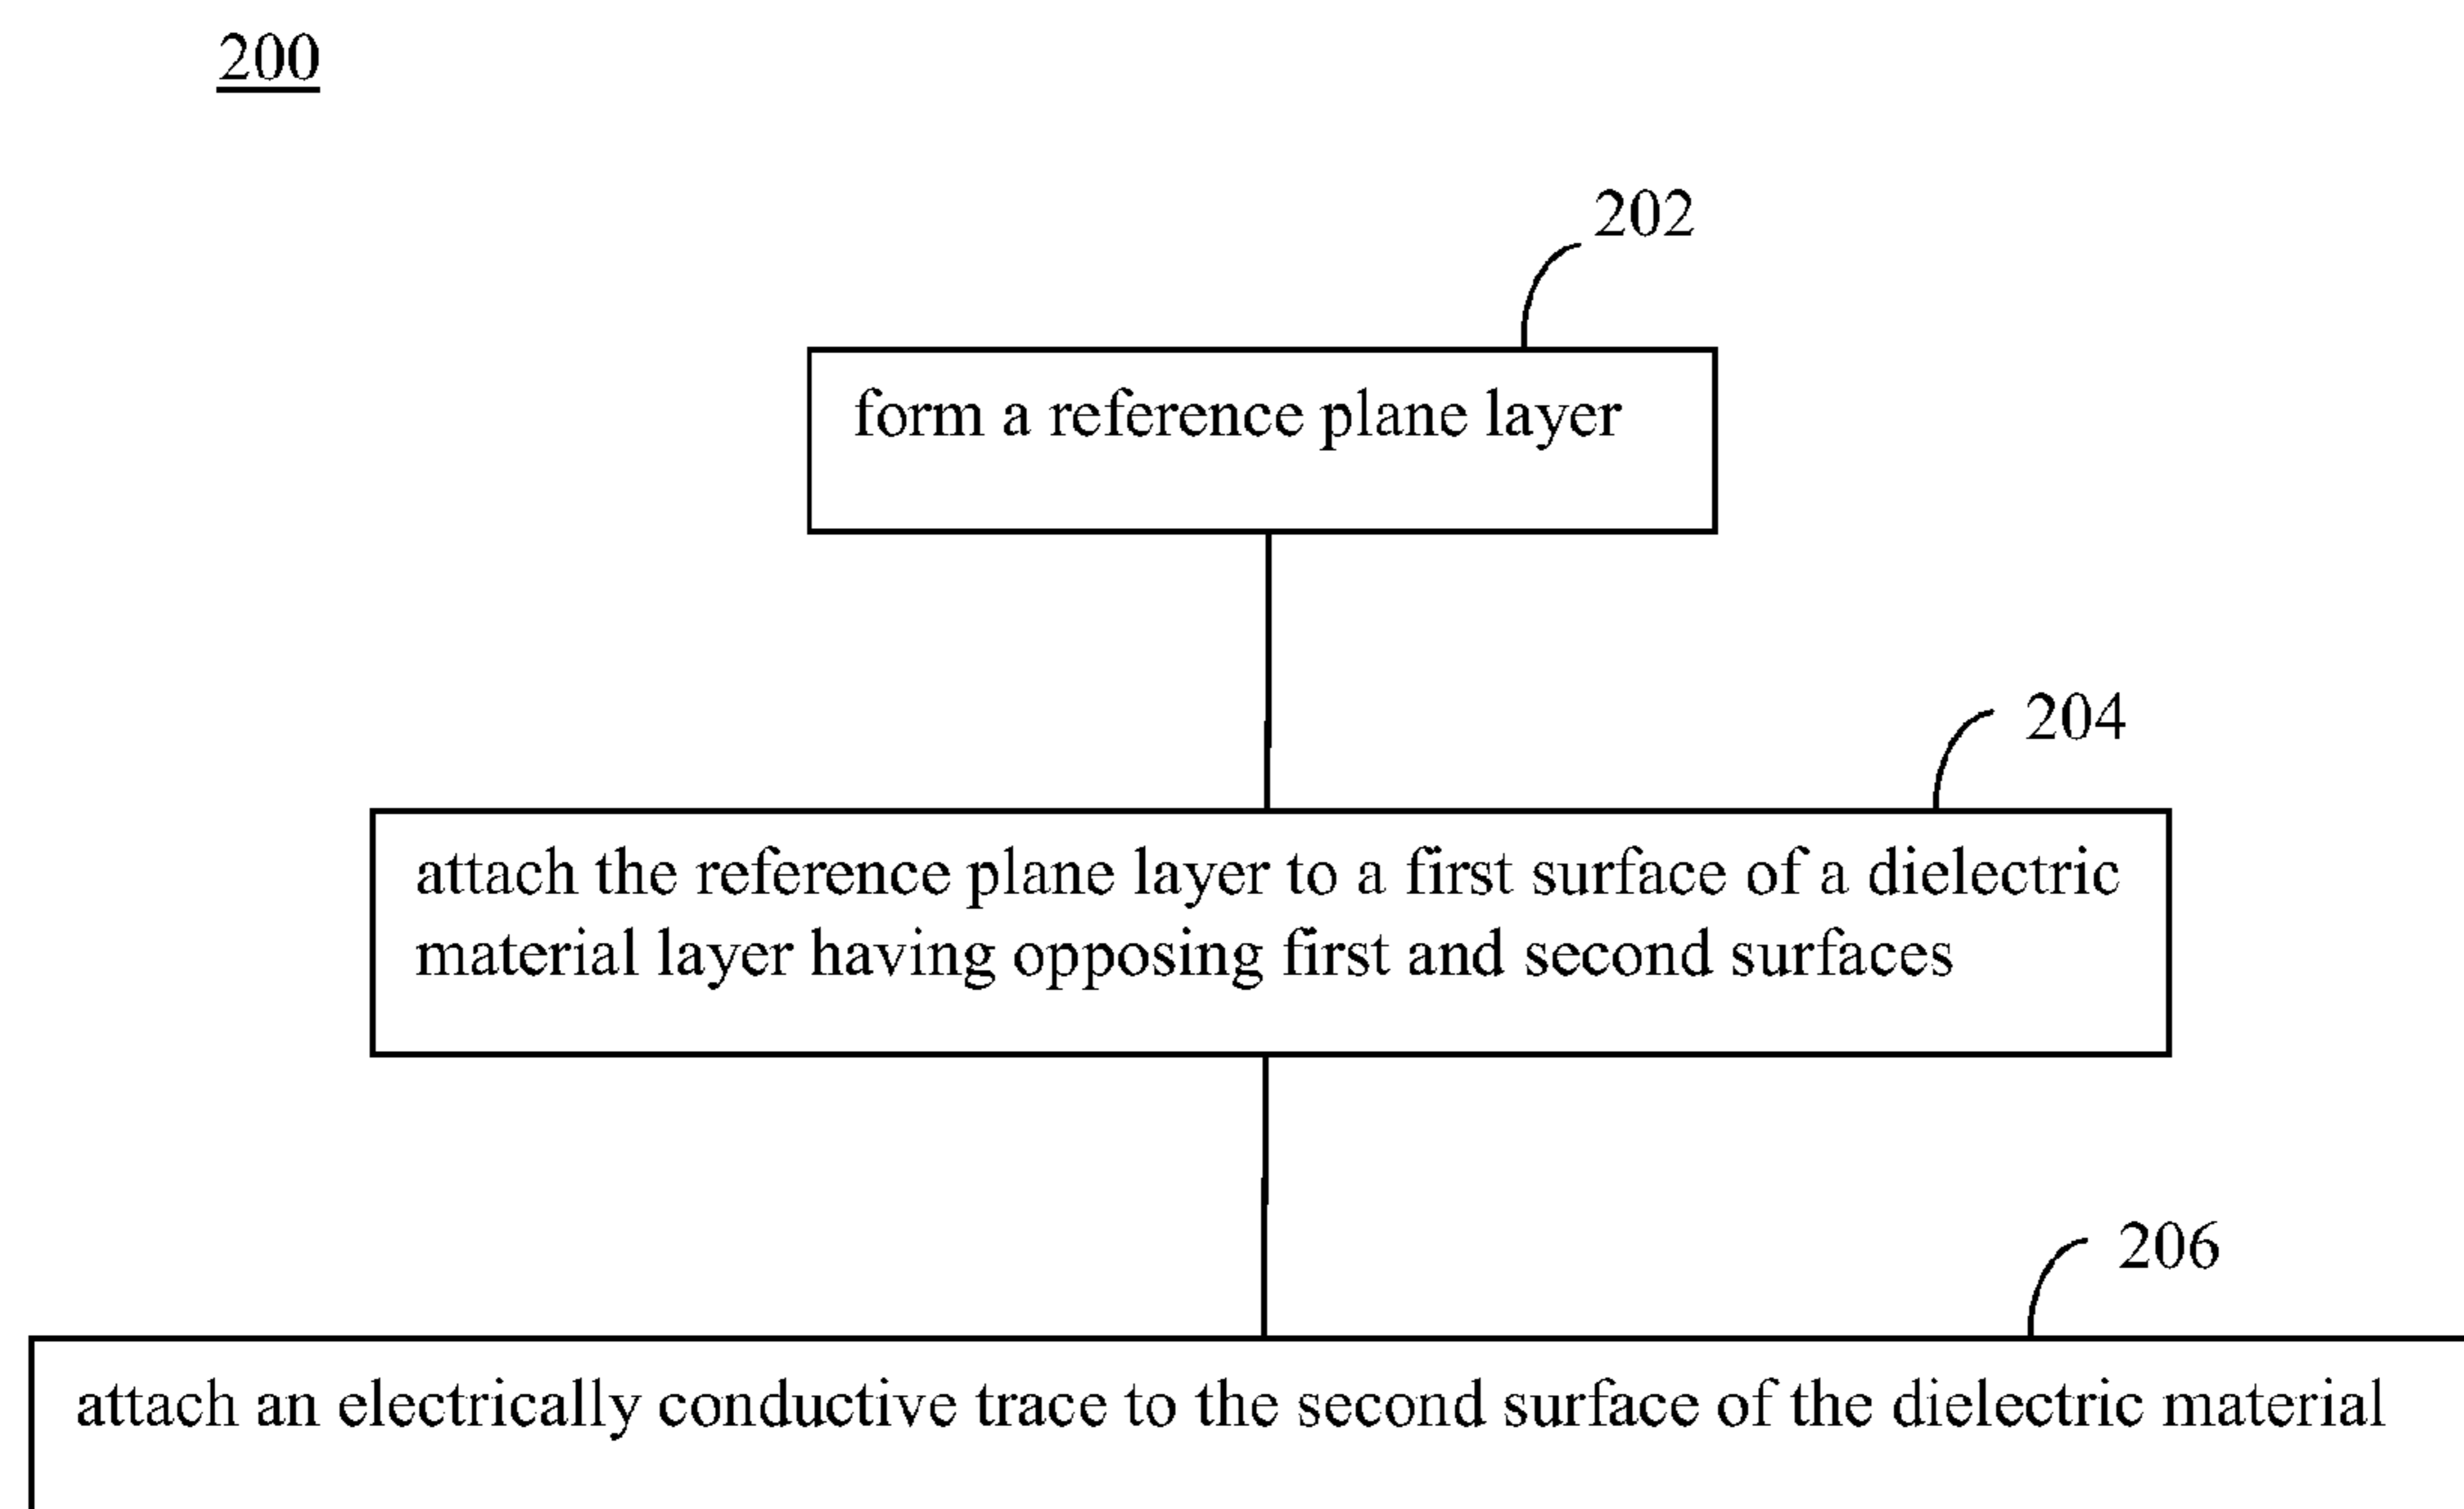 200
202
form a reference plane layer
204
attach the reference plane layer to a first surface of a dielectric
material layer having opposing first and second surfaces
206
attach an electrically conductive trace to the second surface of the dielectric material